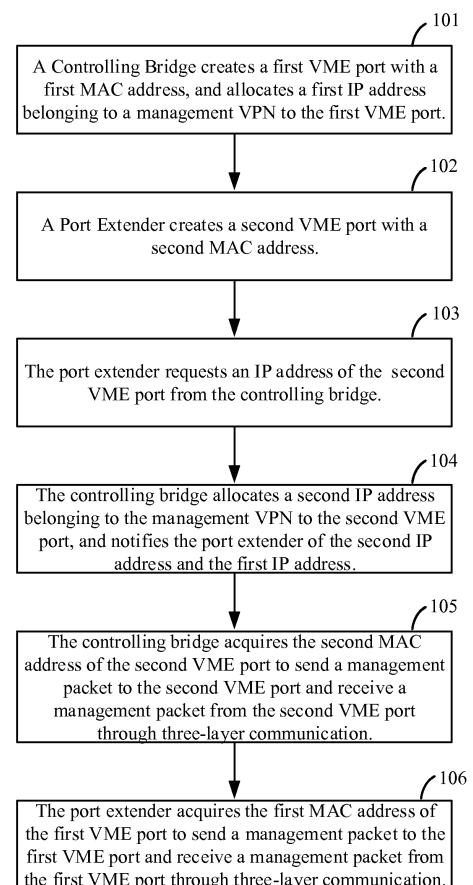 101
A Controlling Bridge creates a first VME port with a
first MAC address, and allocates a first IP address
belonging to a management VPN to the first VME port.
102
A Port Extender creates a second VME port with a
second MAC address.
103
The port extender requests an IP address of the second
VME port from the controlling bridge.
104
The controlling bridge allocates a second IP address
belonging to the management VPN to the second VME
port, and notifies the port extender of the second IP
address and the first IP address.
105
The controlling bridge acquires the second MAC
address of the second VME port to send a management
packet to the second VME port and receive a
management packet from the second VME port
through three-layer communication.
106
The port extender acquires the first MAC address of
the first VME port to send a management packet to the
first VME port and receive a management packet from
the first VME port through three-layer communication.